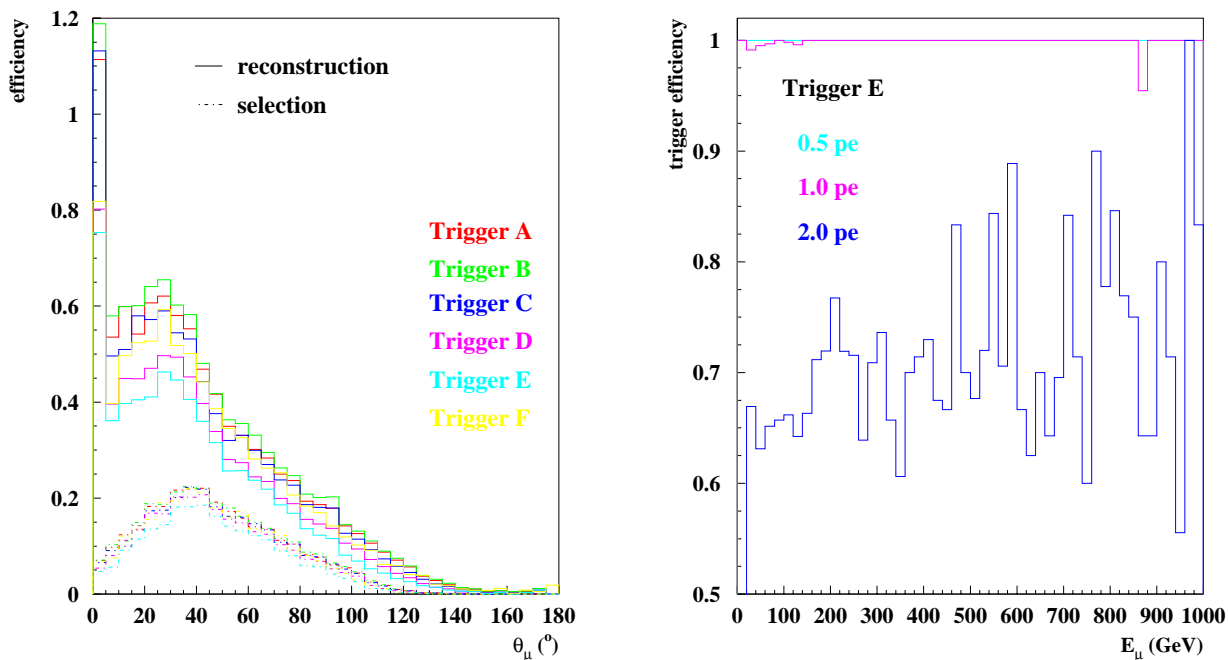 efficiency
1.2
1
0.8
0.6
0.4
0.2
0
reconstruction
selection
Trigger A
Trigger B
Trigger C
Trigger D
Trigger E
Trigger F
0 20 40 60 80 100 120 140 160 180
θμ (°)
trigger efficiency
1
0.9
0.8
0.7
0.6
0.5
Trigger E
0.5 pe
1.0 pe
2.0 pe
0 100 200 300 400 500 600 700 800 900 1000
Eμ (GeV)